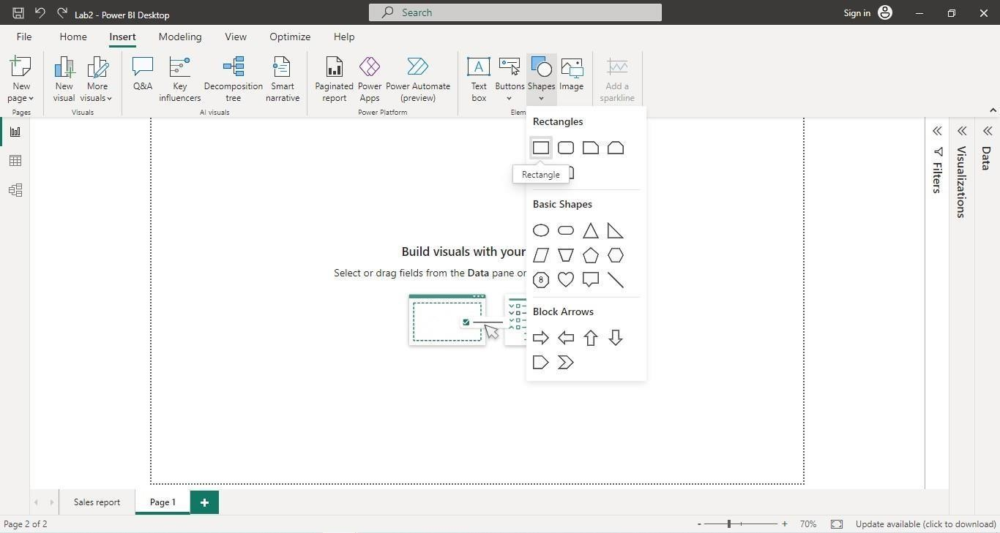 Lab2 - Power BI Desktop
Search
Sign in
File Home Insert Modeling View Optimize Help
New page
New visual
More visuals
Q&A
Key influencers
Decomposition tree
Smart narrative
Paginated report
Power Apps
Power Automate (preview)
Text box
Buttons
Shapes
Image
Add a sparkline
Pages
Visuals
AI visuals
Power Platform
Elem
Rectangles
Rectangle
Basic Shapes
8
Block Arrows
Build visuals with your
Select or drag fields from the Data pane or
Filters
Visualizations
Data
Sales report
Page 1
Page 2 of 2
- + 70%
Update available (click to download)